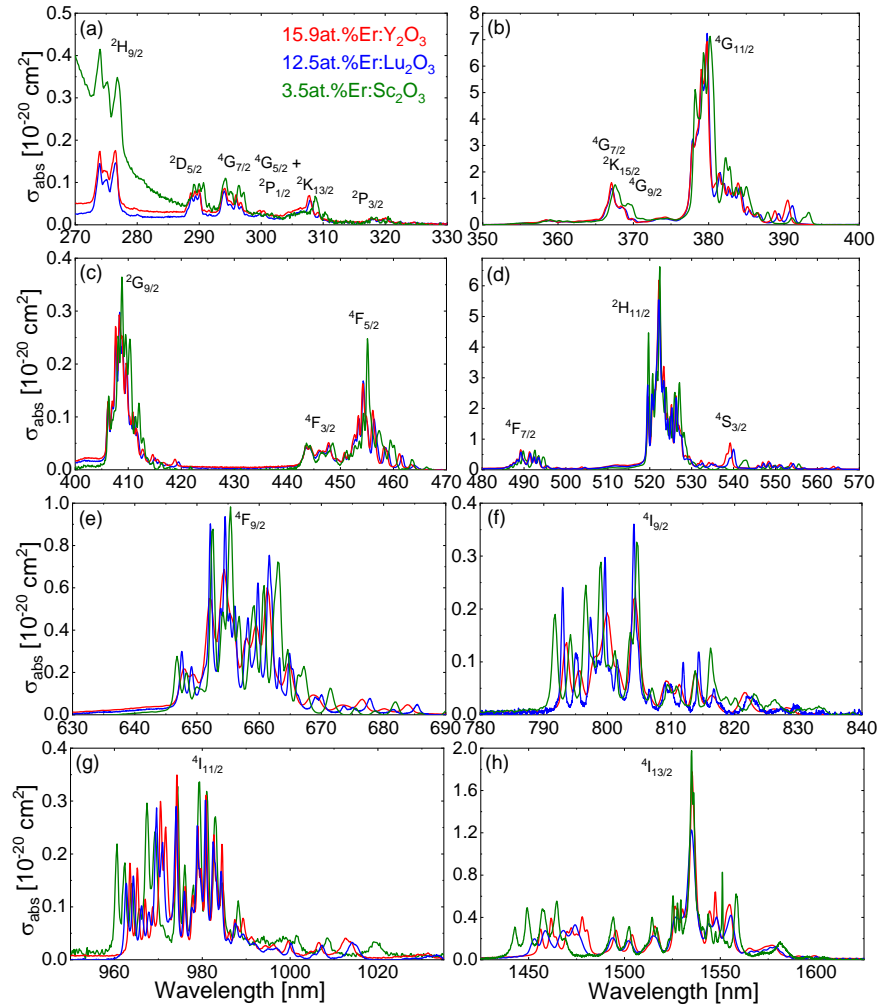 (a)
²H₉/₂
15.9at.%Er:Y₂O₃
12.5at.%Er:Lu₂O₃
3.5at.%Er:Sc₂O₃
²D₅/₂
⁴G₇/₂
⁴G₅/₂ +
²P₁/₂
²K₁₃/₂
²P₃/₂
0.5
0.4
0.3
0.2
0.1
0.0
270 280 290 300 310 320 330
σabs [10⁻²⁰ cm²]
(b)
⁴G₁₁/₂
⁴G₇/₂
²K₁₅/₂
⁴G₉/₂
8
7
6
5
4
3
2
1
0
350 360 370 380 390 400
(c)
²G₉/₂
⁴F₅/₂
⁴F₃/₂
0.4
0.3
0.2
0.1
0.0
400 410 420 430 440 450 460 470
σabs [10⁻²⁰ cm²]
(d)
²H₁₁/₂
⁴F₇/₂
⁴S₃/₂
7
6
5
4
3
2
1
0
480 490 500 510 520 530 540 550 560 570
(e)
⁴F₉/₂
1.0
0.8
0.6
0.4
0.2
0.0
630 640 650 660 670 680 690
σabs [10⁻²⁰ cm²]
(f)
⁴I₉/₂
0.4
0.3
0.2
0.1
0.0
780 790 800 810 820 830 840
(g)
⁴I₁₁/₂
0.4
0.3
0.2
0.1
0.0
960 980 1000 1020
σabs [10⁻²⁰ cm²]
Wavelength [nm]
(h)
⁴I₁₃/₂
2.0
1.6
1.2
0.8
0.4
0.0
1450 1500 1550 1600
Wavelength [nm]